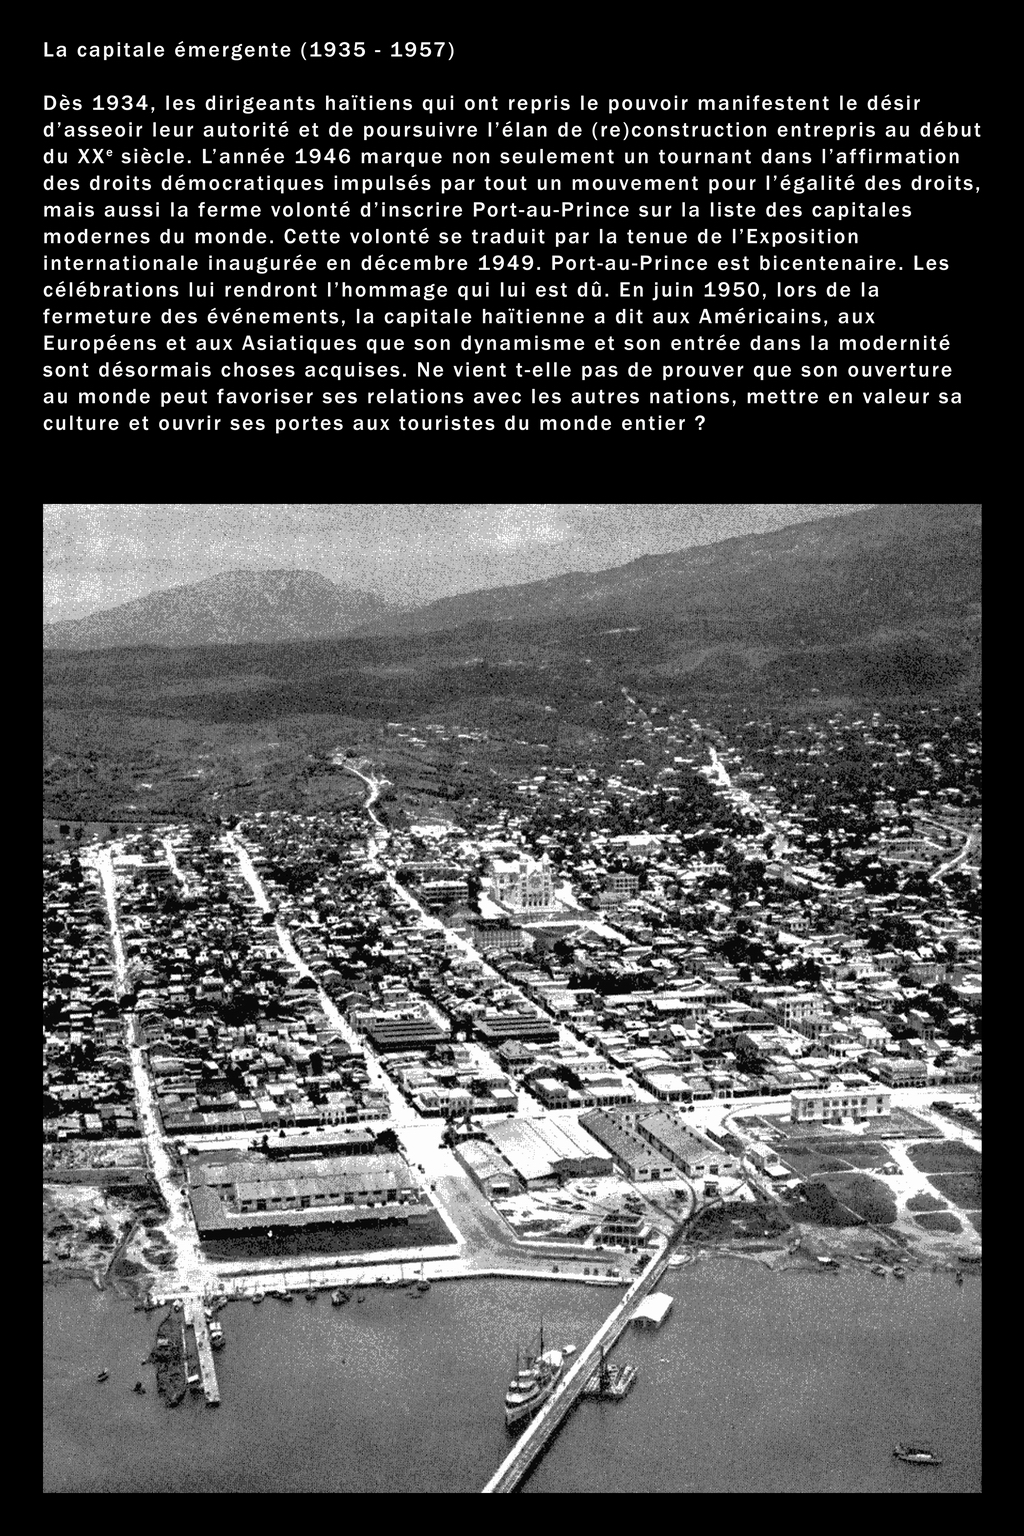 La capitale émergente (1935 - 1957)
Dès 1934, les dirigeants haïtiens qui ont repris le pouvoir manifestent le désir
d’asseoir leur autorité et de poursuivre l’élan de (re)construction entrepris au début
du XXᵉ siècle. L’année 1946 marque non seulement un tournant dans l’affirmation
des droits démocratiques impulsés par tout un mouvement pour l’égalité des droits,
mais aussi la ferme volonté d’inscrire Port-au-Prince sur la liste des capitales
modernes du monde. Cette volonté se traduit par la tenue de l’Exposition
internationale inaugurée en décembre 1949. Port-au-Prince est bicentenaire. Les
célébrations lui rendront l’hommage qui lui est dû. En juin 1950, lors de la
fermeture des événements, la capitale haïtienne a dit aux Américains, aux
Européens et aux Asiatiques que son dynamisme et son entrée dans la modernité
sont désormais choses acquises. Ne vient t-elle pas de prouver que son ouverture
au monde peut favoriser ses relations avec les autres nations, mettre en valeur sa
culture et ouvrir ses portes aux touristes du monde entier ?